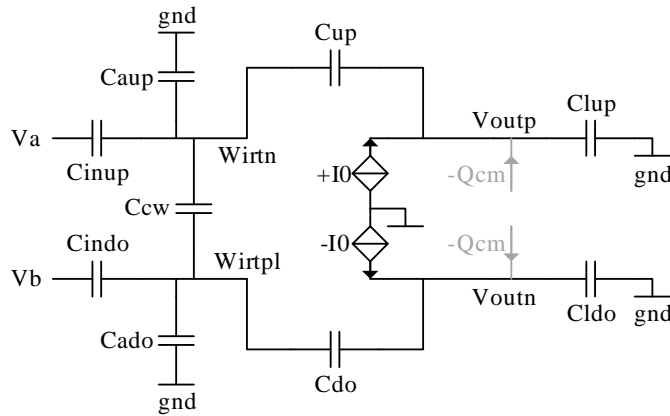 gnd
Cup
Caup
Va
Voutp
Clup
Cinup
Wirtn
+I0
-Qcm
gnd
Ccw
Cindo
Wirtpl
-I0
-Qcm
Vb
Voutn
Cado
Cldo
gnd
Cdo
gnd